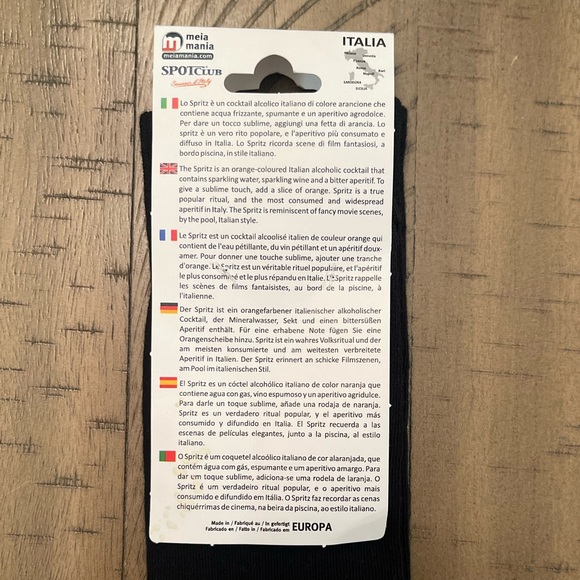 meia
mania
meiamania.com
SPOTCLUB
ITALIA
Lo Spritz è un cocktail alcolico italiano di colore arancione che
contiene acqua frizzante, spumante e un aperitivo agrodolce.
Per dare un tocco sublime, aggiungi una fetta di arancia. Lo
spritz è un vero rito popolare, e l'aperitivo più consumato e
diffuso in Italia. Lo Spritz ricorda scene di film fantasiosi, a
bordo piscina, in stile italiano.
The Spritz is an orange-coloured Italian alcoholic cocktail that
contains sparkling water, sparkling wine and a bitter aperitif. To
give a sublime touch, add a slice of orange. Spritz is a true
popular ritual, and the most consumed and widespread
aperitif in Italy. The Spritz is reminiscent of fancy movie scenes,
by the pool, Italian style.
Le Spritz est un cocktail alcoolisé italien de couleur orange qui
contient de l'eau pétillante, du vin pétillant et un apéritif doux-
amer. Pour donner une touche sublime, ajouter une tranche
d'orange. Le Spritz est un véritable rituel populaire, et l'apéritif
le plus consommé et le plus répandu en Italie. Le Spritz rappelle
les scènes de films fantaisistes, au bord de la piscine, à
l'italienne.
Der Spritz ist ein orangefarbener italienischer alkoholischer
Cocktail, der Mineralwasser, Sekt und einen bittersüßen
Aperitif enthält. Für eine erhabene Note fügen Sie eine
Orangenscheibe hinzu. Spritz ist ein wahres Volksritual und der
am meisten konsumierte und am weitesten verbreitete
Aperitif in Italien. Der Spritz erinnert an schicke Filmszenen,
am Pool im italienischen Stil.
El Spritz es un cóctel alcohólico italiano de color naranja que
contiene agua con gas, vino espumoso y un aperitivo agridulce.
Para darle un toque sublime, añade una rodaja de naranja.
Spritz es un verdadero ritual popular, y el aperitivo más
consumido y difundido en Italia. El Spritz recuerda a las
escenas de películas elegantes, junto a la piscina, al estilo
italiano.
O Spritz é um coquetel alcoólico italiano de cor alaranjada, que
contém água com gás, espumante e um aperitivo amargo. Para
dar um toque sublime, adiciona-se uma rodela de laranja. O
Spritz é um verdadeiro ritual popular, e o aperitivo mais
consumido e difundido em Itália. O Spritz faz recordar as cenas
chiquérrimas de cinema, na beira da piscina, ao estilo italiano.
Made in / Fabriqué au / In gefertigt
Fabricado en / Fatto in / Fabricado em EUROPA